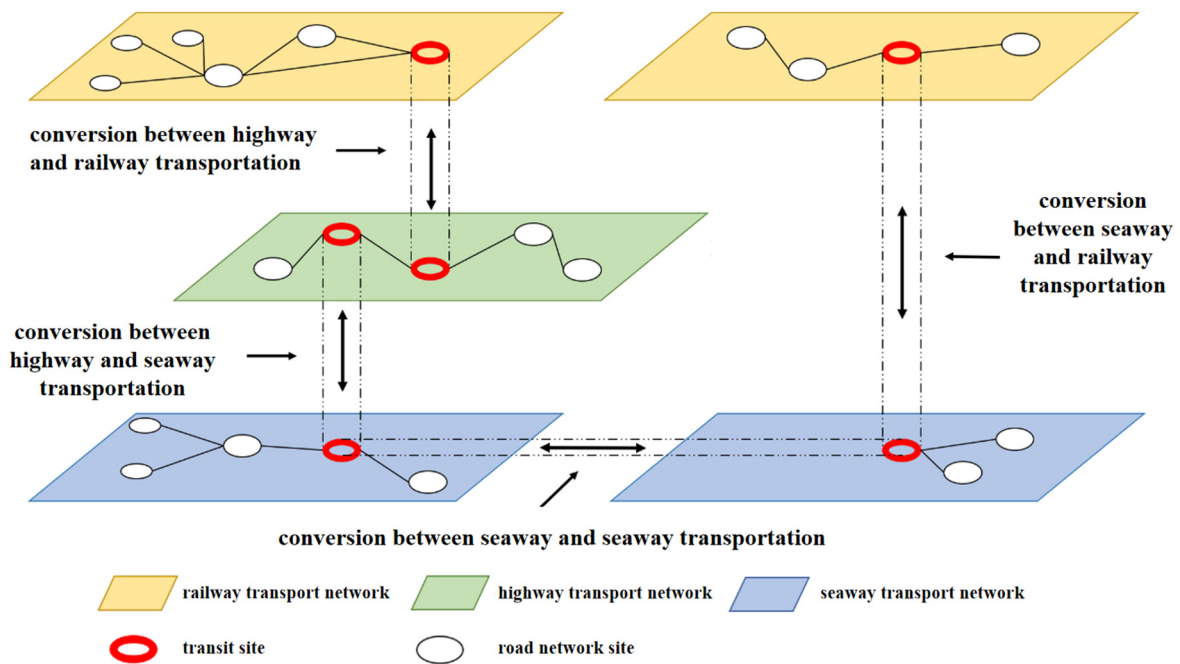 conversion between highway
and railway transportation
conversion
between seaway
and railway
transportation
conversion between
highway and seaway
transportation
conversion between seaway and seaway transportation
railway transport network
highway transport network
seaway transport network
transit site
road network site